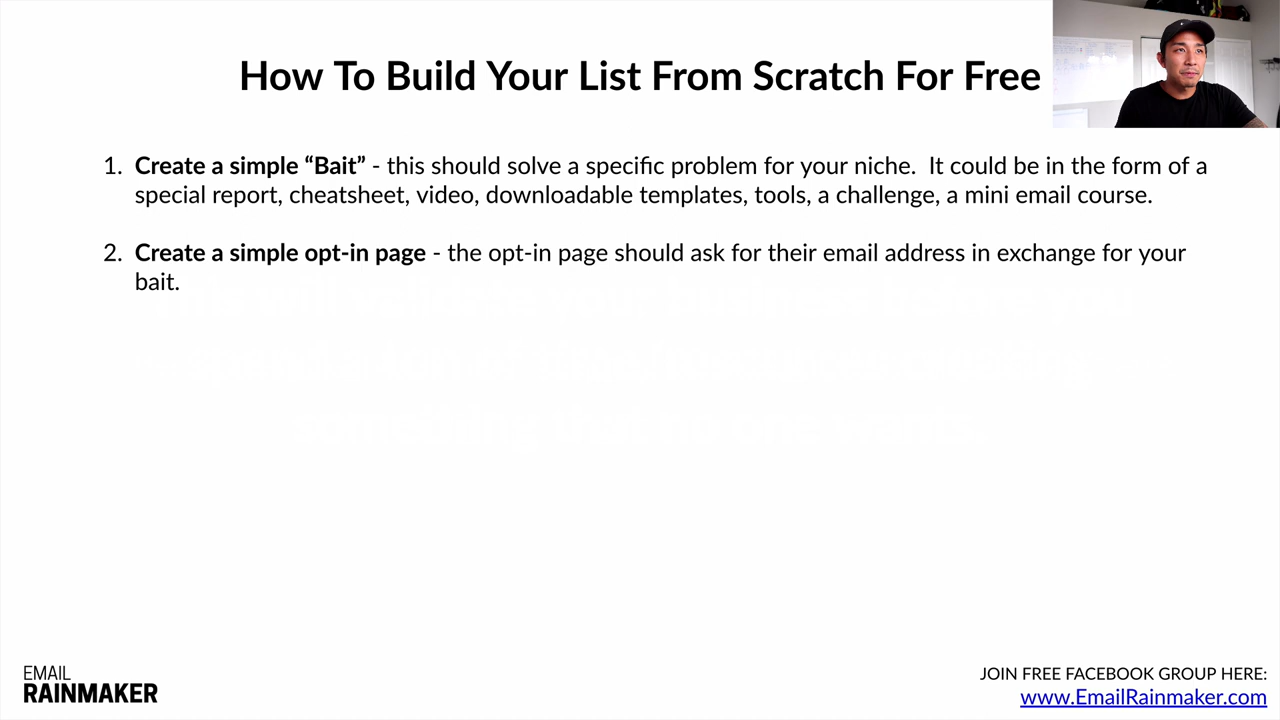 How To Build Your List From Scratch For Free
1. Create a simple “Bait” - this should solve a specific problem for your niche.  It could be in the form of a
special report, cheatsheet, video, downloadable templates, tools, a challenge, a mini email course.
2. Create a simple opt-in page - the opt-in page should ask for their email address in exchange for your
bait.
EMAIL
RAINMAKER
JOIN FREE FACEBOOK GROUP HERE:
www.EmailRainmaker.com